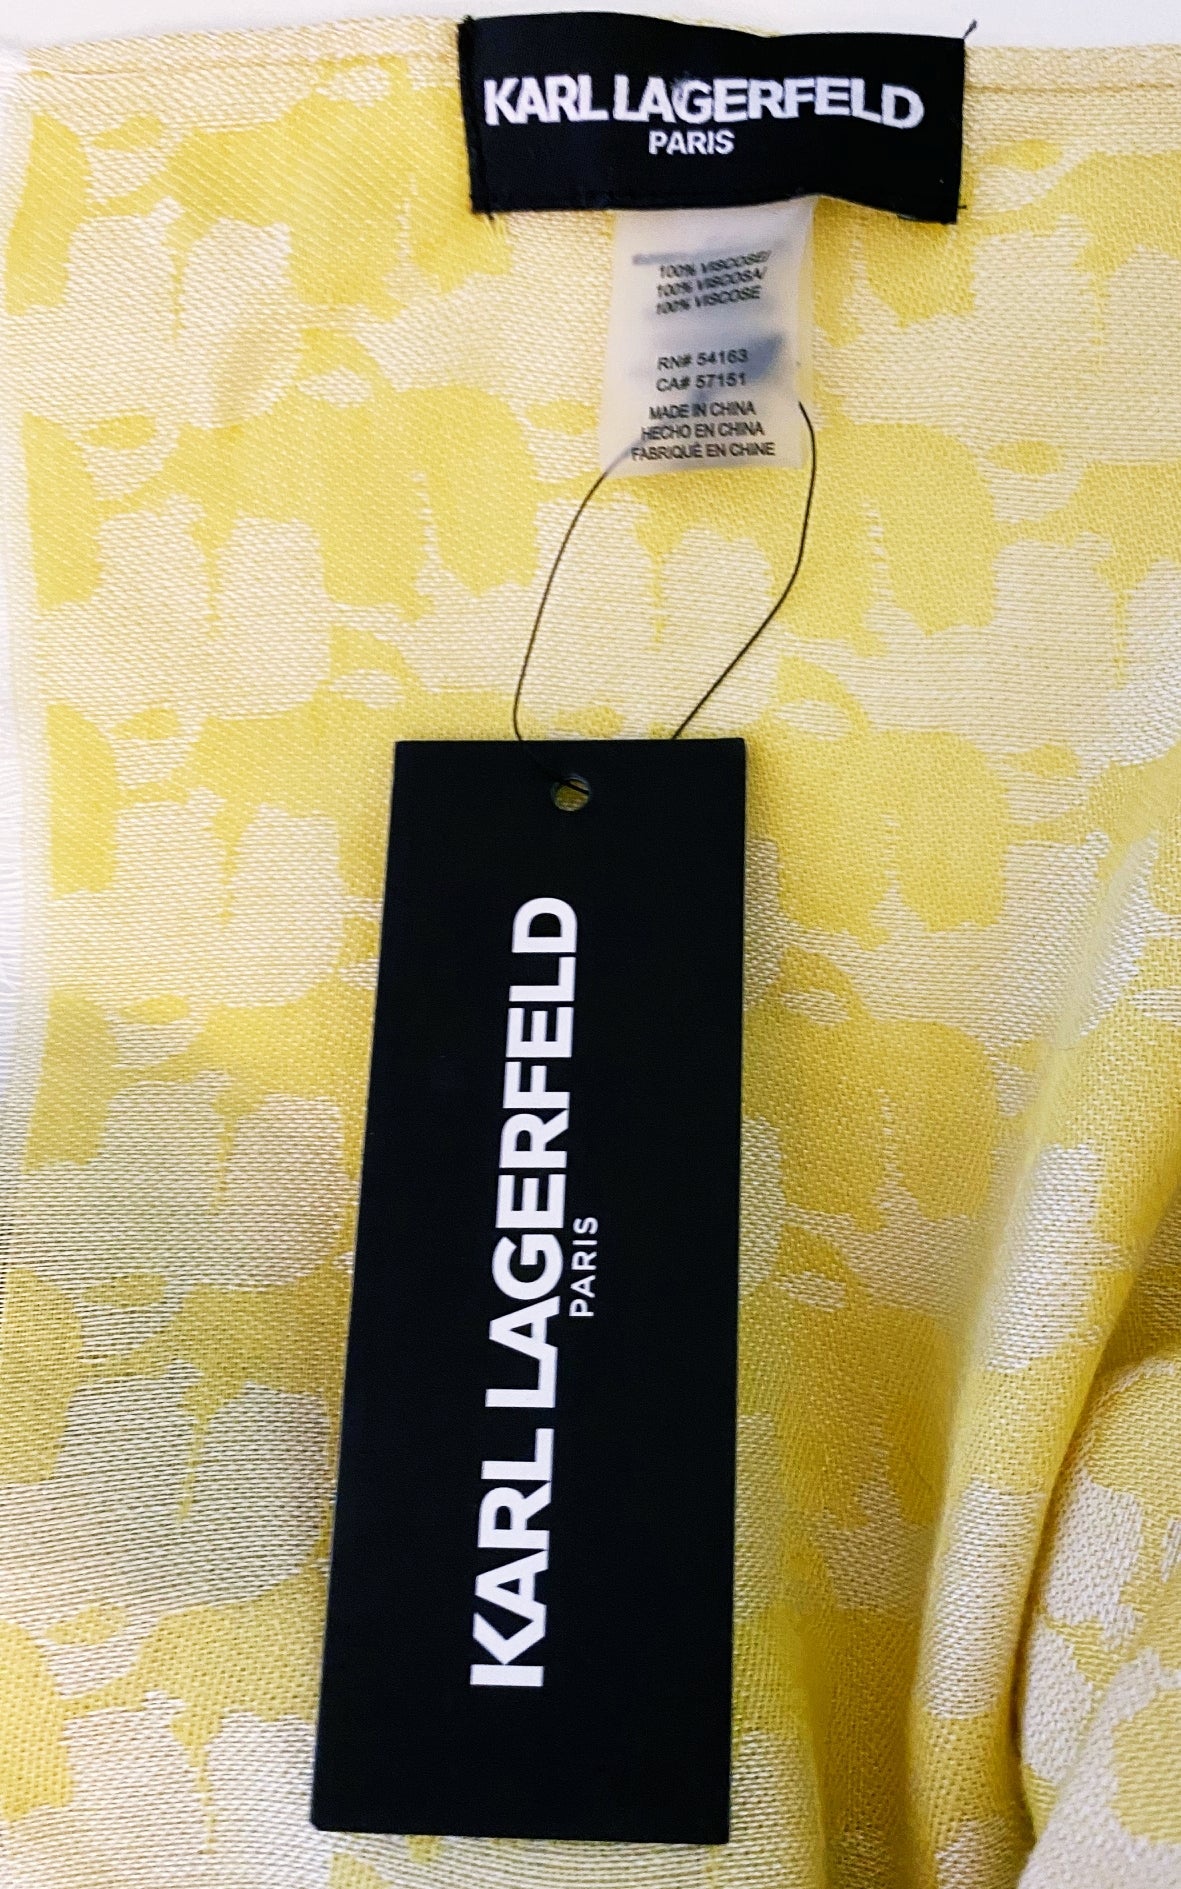 KARL LAGERFELD
PARIS
100% VISCOSE/
100% VISCOSA/
100% VISCOSE
RN# 54163
CA# 57151
MADE IN CHINA
HECHO EN CHINA
FABRIQUÉ EN CHINE
KARL LAGERFELD
PARIS